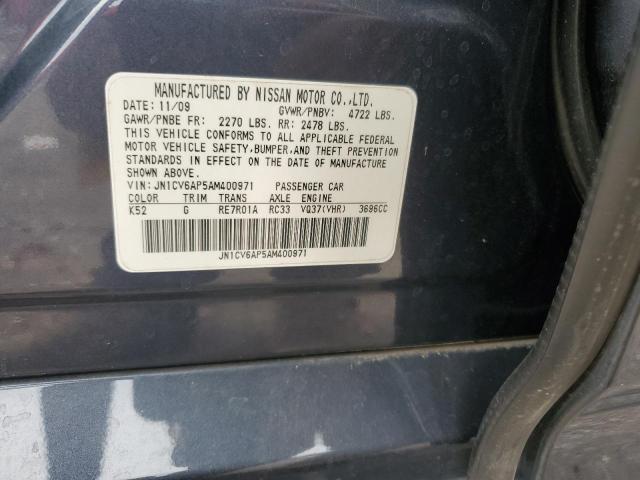 MANUFACTURED BY NISSAN MOTOR CO.,LTD.
DATE: 11/09 GVWR/PNBV: 4722 LBS.
GAWR/PNBE FR: 2270 LBS. RR: 2478 LBS.
THIS VEHICLE CONFORMS TO ALL APPLICABLE FEDERAL
MOTOR VEHICLE SAFETY,BUMPER,AND THEFT PREVENTION
STANDARDS IN EFFECT ON THE DATE OF MANUFACTURE
SHOWN ABOVE.
VIN: JN1CV6AP5AM400971 PASSENGER CAR
COLOR TRIM TRANS AXLE ENGINE
K52 G RE7R01A RC33 VQ37(VHR) 3696CC
JN1CV6AP5AM400971